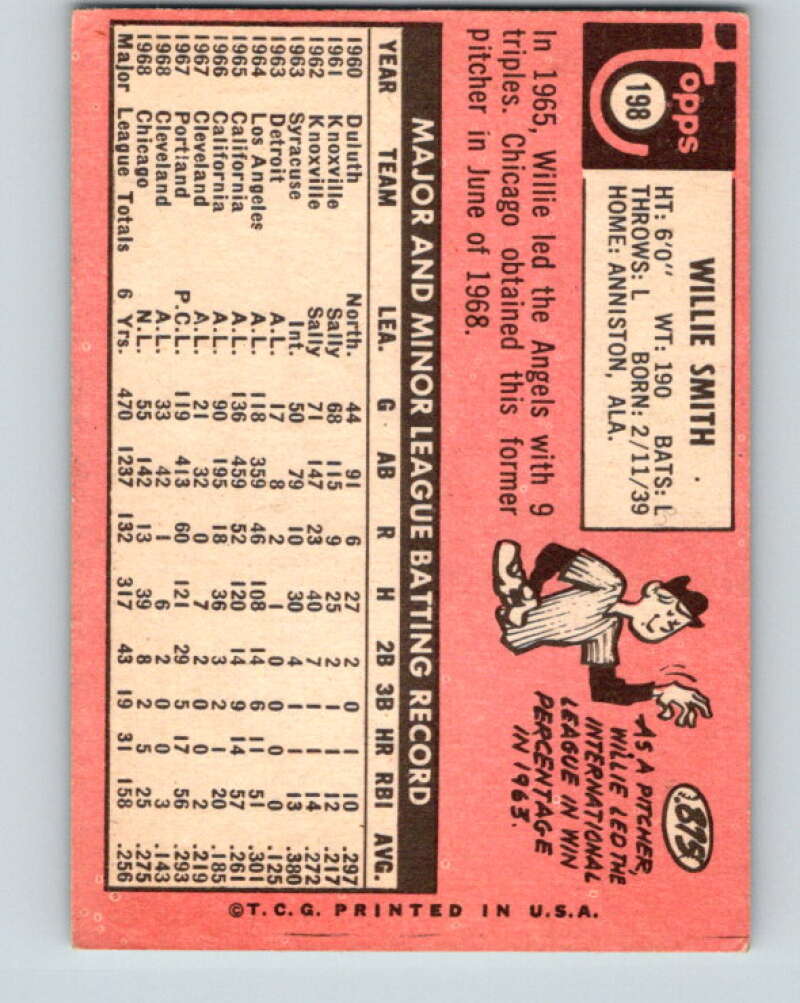 Topps
198
WILLIE SMITH
HT: 6'0" WT: 190 BATS: L
THROWS: L BORN: 2/11/39
HOME: ANNISTON, ALA.
In 1965, Willie led the Angels with 9
triples. Chicago obtained this former
pitcher in June of 1968.
.875
AS A PITCHER,
WILLIE LED THE
INTERNATIONAL
LEAGUE IN WIN
PERCENTAGE
IN 1963.
MAJOR AND MINOR LEAGUE BATTING RECORD
YEAR TEAM LEA. G AB R H 2B 3B HR RBI AVG.
1960 Duluth North. 44 91 6 27 2 0 1 10 .297
1961 Knoxville Sally 68 115 9 25 2 1 1 12 .217
1962 Knoxville Sally 71 147 23 40 7 1 1 14 .272
1963 Syracuse Int. 50 79 10 30 4 1 1 13 .380
1963 Detroit A.L. 17 8 2 1 0 0 0 0 .125
1964 Los Angeles A.L. 118 359 46 108 14 6 11 51 .301
1965 California A.L. 136 459 52 120 14 9 14 57 .261
1966 California A.L. 90 195 18 36 3 2 1 20 .185
1967 Cleveland A.L. 21 32 0 7 2 0 0 2 .219
1967 Portland P.C.L. 119 413 60 121 29 5 17 56 .293
1968 Cleveland A.L. 33 42 1 6 2 0 0 3 .143
1968 Chicago N.L. 55 142 13 39 8 2 5 25 .275
Major League Totals 6 Yrs. 470 1237 132 317 43 19 31 158 .256
©T.C.G. PRINTED IN U.S.A.